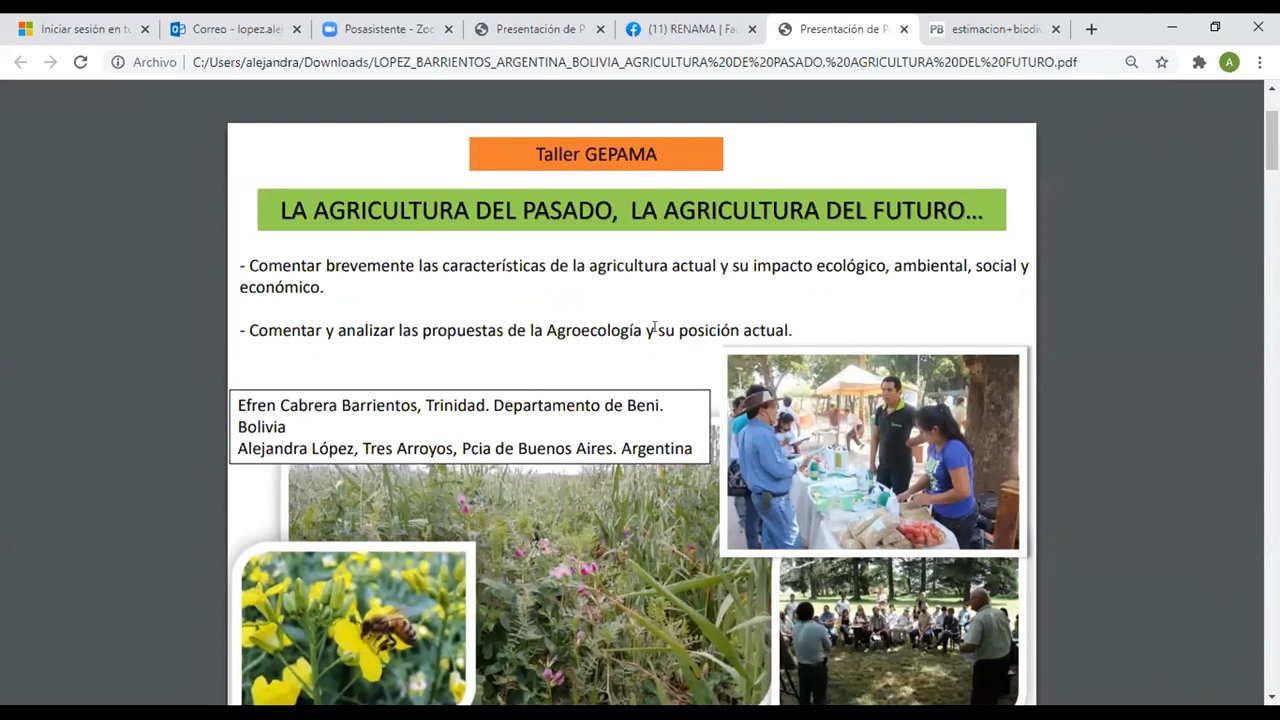 Iniciar sesión en tu
Correo - lopez.alej
Posasistente - Zoo
Presentación de P
(11) RENAMA | Fac
Presentación de P
PB estimacion+biodiv
Archivo
C:/Users/alejandra/Downloads/LOPEZ_BARRIENTOS_ARGENTINA_BOLIVIA_AGRICULTURA%20DE%20PASADO,%20AGRICULTURA%20DEL%20FUTURO.pdf
A
Taller GEPAMA
LA AGRICULTURA DEL PASADO, LA AGRICULTURA DEL FUTURO...
- Comentar brevemente las características de la agricultura actual y su impacto ecológico, ambiental, social y
económico.
- Comentar y analizar las propuestas de la Agroecología y su posición actual.
Efren Cabrera Barrientos, Trinidad. Departamento de Beni.
Bolivia
Alejandra López, Tres Arroyos, Pcia de Buenos Aires. Argentina